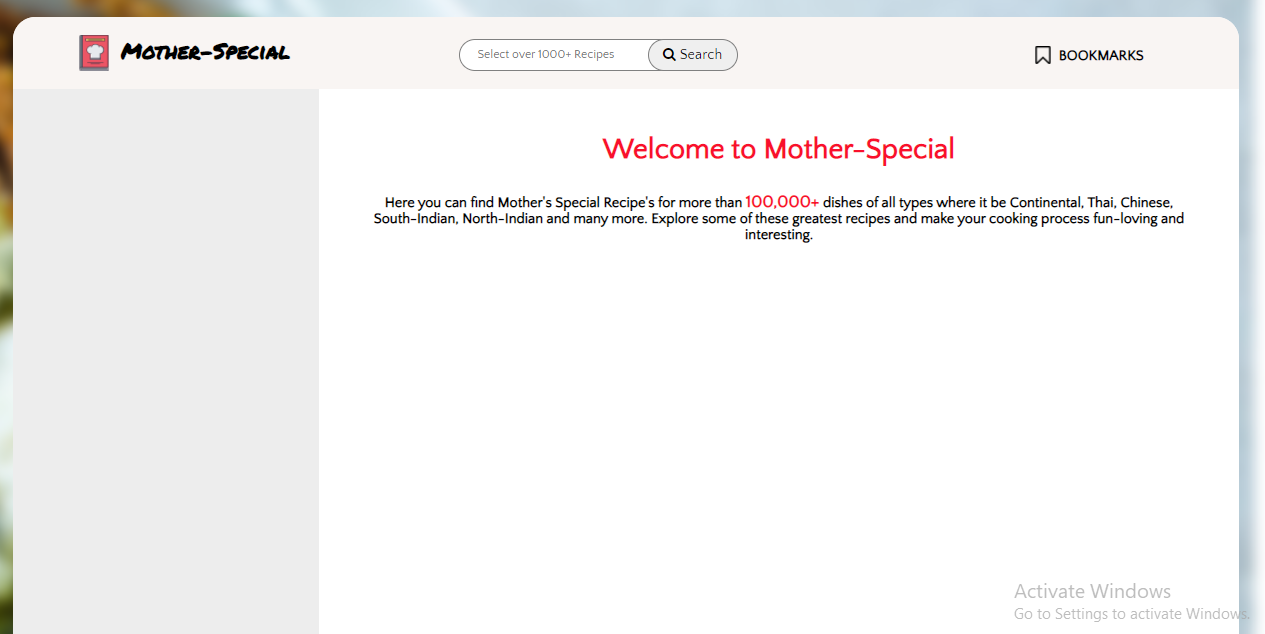 Mother-Special
Select over 1000+ Recipes
Search
BOOKMARKS
Welcome to Mother-Special
Here you can find Mother's Special Recipe's for more than 100,000+ dishes of all types where it be Continental, Thai, Chinese,
South-Indian, North-Indian and many more. Explore some of these greatest recipes and make your cooking process fun-loving and
interesting.
Activate Windows
Go to Settings to activate Windows.